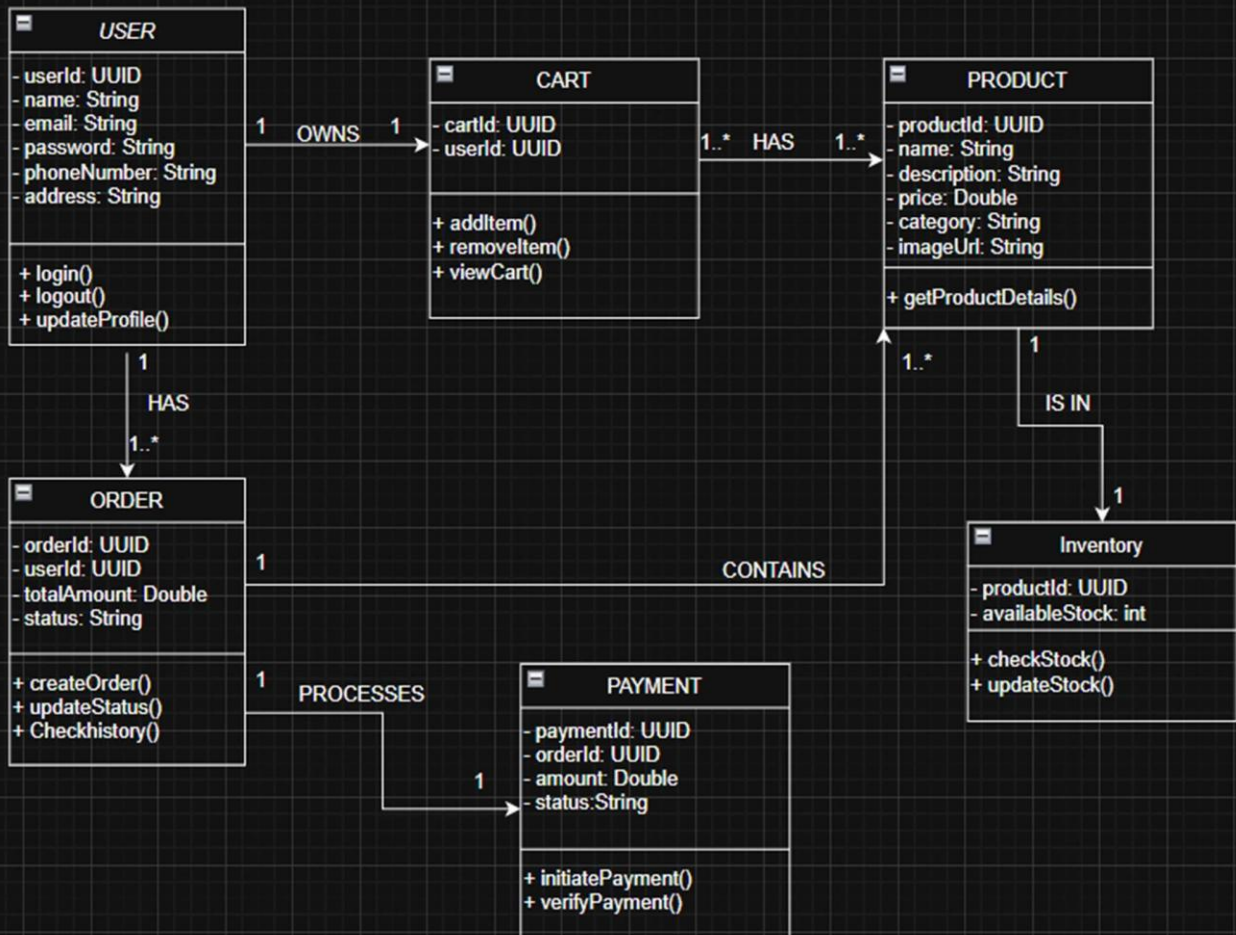 USER
- userId: UUID
- name: String
- email: String
- password: String
- phoneNumber: String
- address: String
+ login()
+ logout()
+ updateProfile()
1
OWNS
1
CART
- cartId: UUID
- userId: UUID
+ addItem()
+ removeItem()
+ viewCart()
1..*
HAS
1..*
PRODUCT
- productId: UUID
- name: String
- description: String
- price: Double
- category: String
- imageUrl: String
+ getProductDetails()
1
HAS
1..*
ORDER
- orderId: UUID
- userId: UUID
- totalAmount: Double
- status: String
+ createOrder()
+ updateStatus()
+ Checkhistory()
1
CONTAINS
1..*
1
IS IN
1
Inventory
- productId: UUID
- availableStock: int
+ checkStock()
+ updateStock()
1
PROCESSES
1
PAYMENT
- paymentId: UUID
- orderId: UUID
- amount: Double
- status:String
+ initiatePayment()
+ verifyPayment()